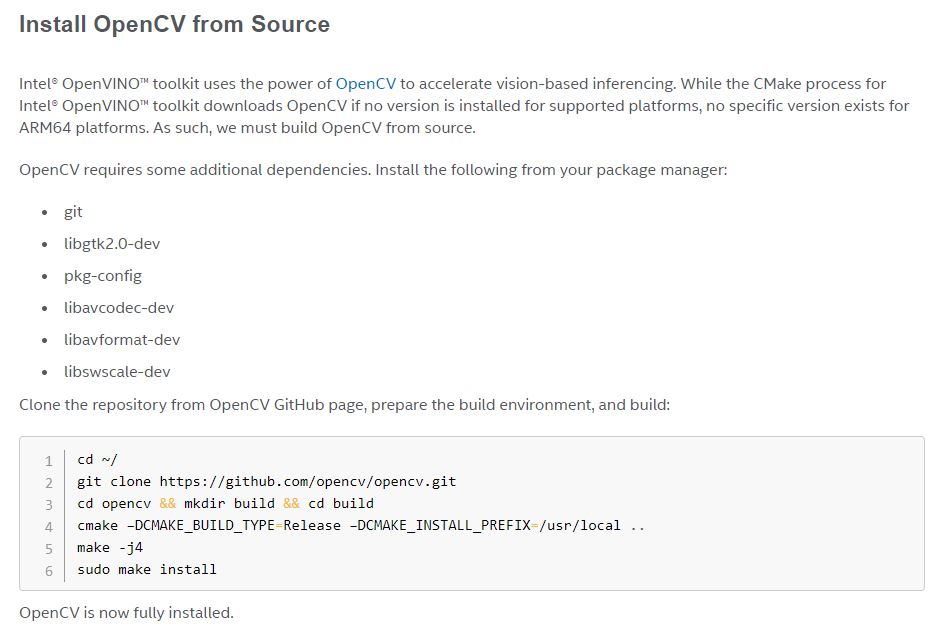 Install OpenCV from Source
Intel® OpenVINO™ toolkit uses the power of OpenCV to accelerate vision-based inferencing. While the CMake process for
Intel® OpenVINO™ toolkit downloads OpenCV if no version is installed for supported platforms, no specific version exists for
ARM64 platforms. As such, we must build OpenCV from source.
OpenCV requires some additional dependencies. Install the following from your package manager:
• git
• libgtk2.0-dev
• pkg-config
• libavcodec-dev
• libavformat-dev
• libswscale-dev
Clone the repository from OpenCV GitHub page, prepare the build environment, and build:
1 cd ~/
2 git clone https://github.com/opencv/opencv.git
3 cd opencv && mkdir build && cd build
4 cmake –DCMAKE_BUILD_TYPE=Release –DCMAKE_INSTALL_PREFIX=/usr/local ..
5 make -j4
6 sudo make install
OpenCV is now fully installed.